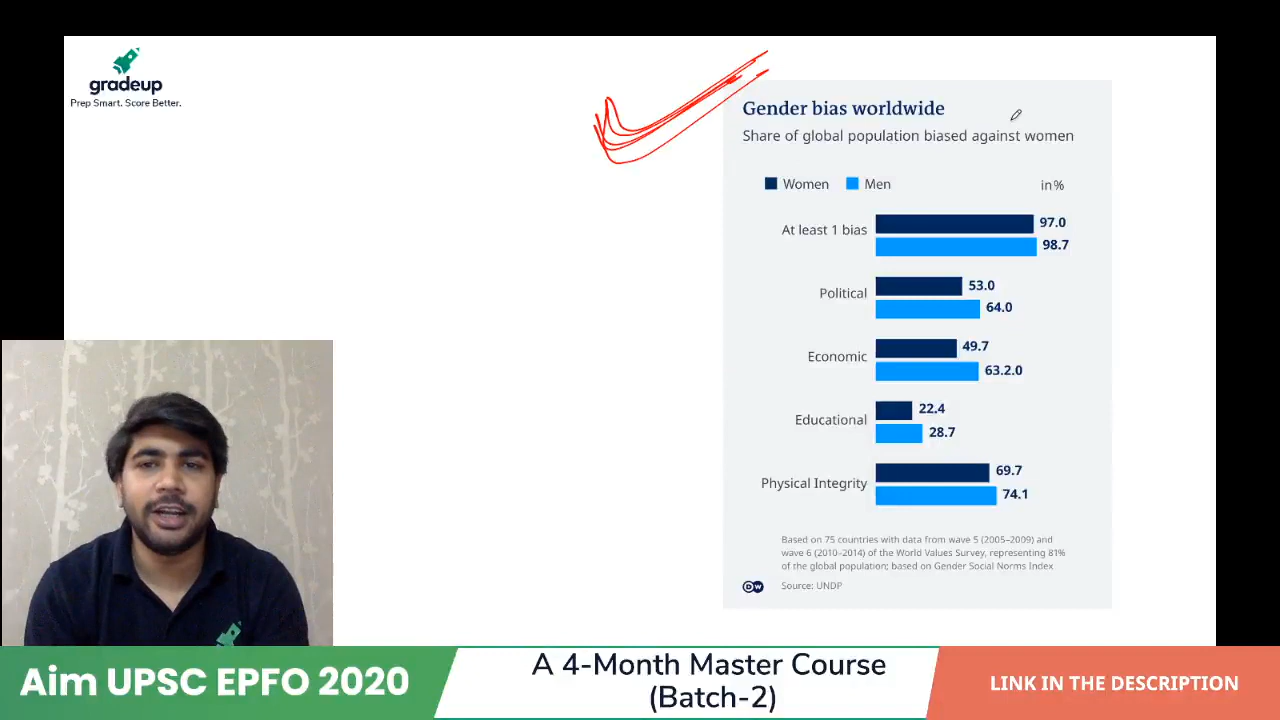 gradeup
Prep Smart. Score Better.
Gender bias worldwide
Share of global population biased against women
Women Men in%
At least 1 bias 97.0
98.7
Political 53.0
64.0
Economic 49.7
63.2.0
Educational 22.4
28.7
Physical Integrity 69.7
74.1
Based on 75 countries with data from wave 5 (2005–2009) and
wave 6 (2010–2014) of the World Values Survey, representing 81%
of the global population; based on Gender Social Norms Index
DW Source: UNDP
Aim UPSC EPFO 2020
A 4-Month Master Course
(Batch-2)
LINK IN THE DESCRIPTION